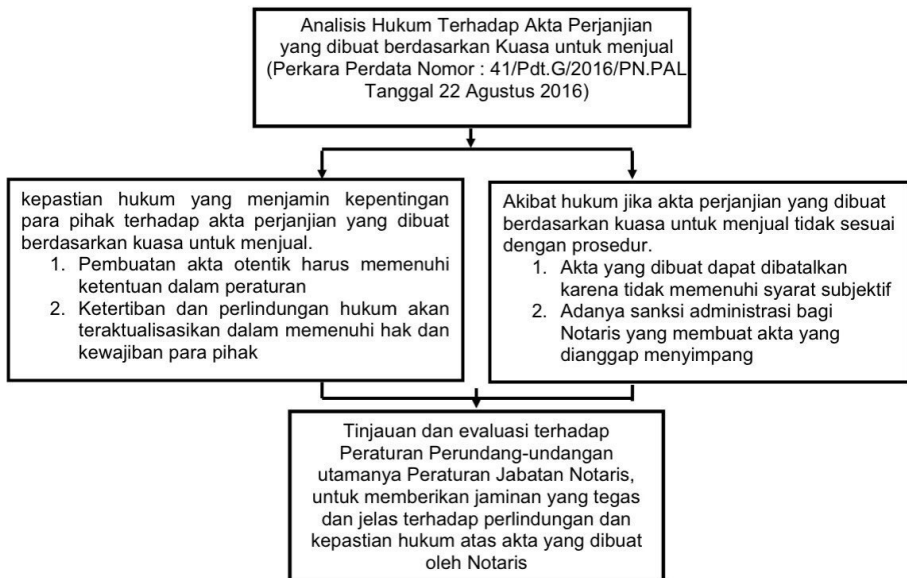 Analisis Hukum Terhadap Akta Perjanjian
yang dibuat berdasarkan Kuasa untuk menjual
(Perkara Perdata Nomor : 41/Pdt.G/2016/PN.PAL
Tanggal 22 Agustus 2016)
kepastian hukum yang menjamin kepentingan
para pihak terhadap akta perjanjian yang dibuat
berdasarkan kuasa untuk menjual.
1. Pembuatan akta otentik harus memenuhi
ketentuan dalam peraturan
2. Ketertiban dan perlindungan hukum akan
teraktualisasikan dalam memenuhi hak dan
kewajiban para pihak
Akibat hukum jika akta perjanjian yang dibuat
berdasarkan kuasa untuk menjual tidak sesuai
dengan prosedur.
1. Akta yang dibuat dapat dibatalkan
karena tidak memenuhi syarat subjektif
2. Adanya sanksi administrasi bagi
Notaris yang membuat akta yang
dianggap menyimpang
Tinjauan dan evaluasi terhadap
Peraturan Perundang-undangan
utamanya Peraturan Jabatan Notaris,
untuk memberikan jaminan yang tegas
dan jelas terhadap perlindungan dan
kepastian hukum atas akta yang dibuat
oleh Notaris